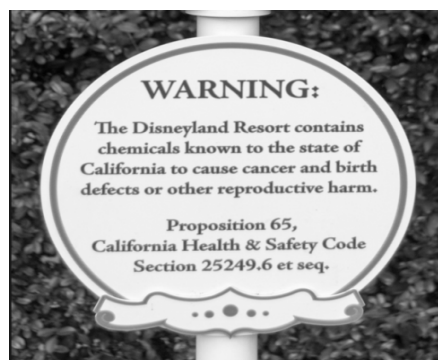 WARNING:
The Disneyland Resort contains
chemicals known to the state of
California to cause cancer and birth
defects or other reproductive harm.
Proposition 65,
California Health & Safety Code
Section 25249.6 et seq.